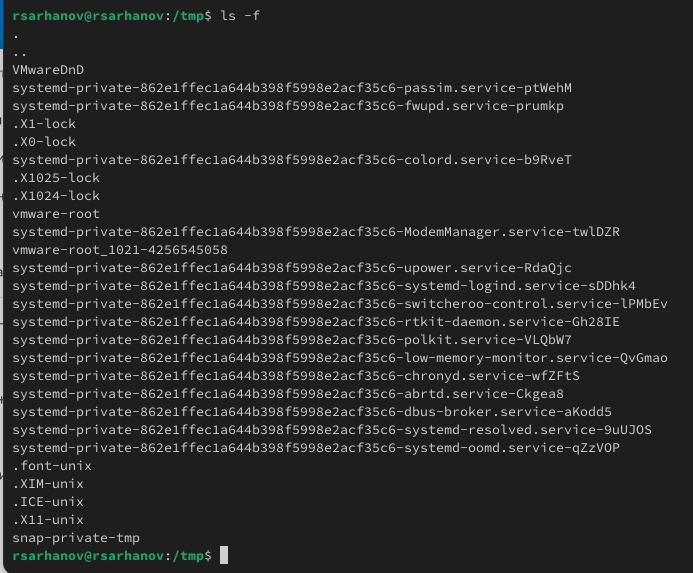 rsarhanov@rsarhanov:/tmp$ ls -f
.
..
VMwareDnD
systemd-private-862e1ffec1a644b398f5998e2acf35c6-passim.service-ptWehM
systemd-private-862e1ffec1a644b398f5998e2acf35c6-fwupd.service-prumkp
.X1-lock
.X0-lock
systemd-private-862e1ffec1a644b398f5998e2acf35c6-colord.service-b9RveT
.X1025-lock
.X1024-lock
vmware-root
systemd-private-862e1ffec1a644b398f5998e2acf35c6-ModemManager.service-twlDZR
vmware-root_1021-4256545058
systemd-private-862e1ffec1a644b398f5998e2acf35c6-upower.service-RdaQjc
systemd-private-862e1ffec1a644b398f5998e2acf35c6-systemd-logind.service-sDDhk4
systemd-private-862e1ffec1a644b398f5998e2acf35c6-switcheroo-control.service-lPMbEv
systemd-private-862e1ffec1a644b398f5998e2acf35c6-rtkit-daemon.service-Gh28IE
systemd-private-862e1ffec1a644b398f5998e2acf35c6-polkit.service-VLQbW7
systemd-private-862e1ffec1a644b398f5998e2acf35c6-low-memory-monitor.service-QvGmao
systemd-private-862e1ffec1a644b398f5998e2acf35c6-chronyd.service-wfZFtS
systemd-private-862e1ffec1a644b398f5998e2acf35c6-abrtd.service-Ckgea8
systemd-private-862e1ffec1a644b398f5998e2acf35c6-dbus-broker.service-aKodd5
systemd-private-862e1ffec1a644b398f5998e2acf35c6-systemd-resolved.service-9uUJOS
systemd-private-862e1ffec1a644b398f5998e2acf35c6-systemd-oomd.service-qZzVOP
.font-unix
.XIM-unix
.ICE-unix
.X11-unix
snap-private-tmp
rsarhanov@rsarhanov:/tmp$